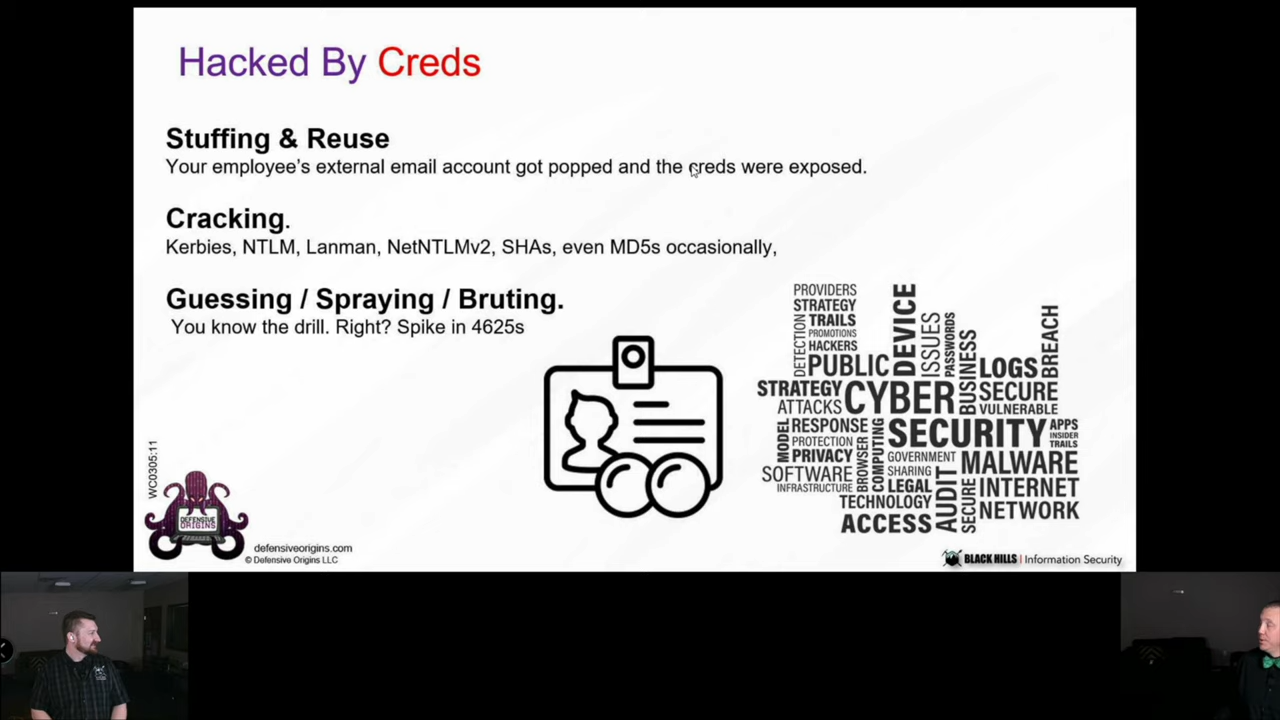 Hacked By Creds
Stuffing & Reuse
Your employee's external email account got popped and the creds were exposed.
Cracking.
Kerbies, NTLM, Lanman, NetNTLMv2, SHAs, even MD5s occasionally,
Guessing / Spraying / Bruting.
You know the drill. Right? Spike in 4625s
PROVIDERS
STRATEGY
TRAILS
PROMOTIONS
HACKERS
DETECTION
PUBLIC
DEVICE
ISSUES
PASSWORDS
BUSINESS
LOGS
BREACH
STRATEGY
ATTACKS
CYBER
SECURE
VULNERABLE
MODEL
RESPONSE
PROTECTION
PRIVACY
BROWSER
COMPUTING
SECURITY
APPS
INSIDER
TRAILS
GOVERNMENT
SHARING
LEGAL
MALWARE
SOFTWARE
INFRASTRUCTURE
TECHNOLOGY
ACCESS
AUDIT
SECURE
INTERNET
NETWORK
WC0305:11
DEFENSIVE
ORIGINS
defensiveorigins.com
© Defensive Origins LLC
BLACK HILLS | Information Security